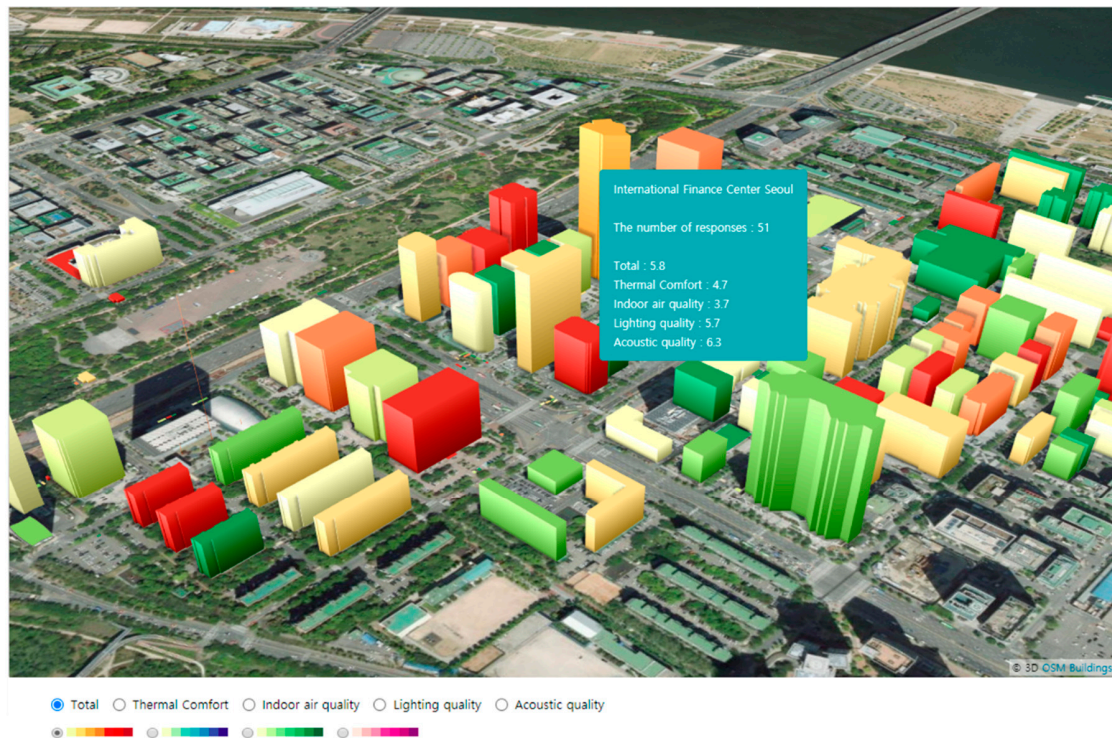 International Finance Center Seoul
The number of responses : 51
Total : 5.8
Thermal Comfort : 4.7
Indoor air quality : 3.7
Lighting quality : 5.7
Acoustic quality : 6.3
© 3D OSM Buildings
Total Thermal Comfort Indoor air quality Lighting quality Acoustic quality